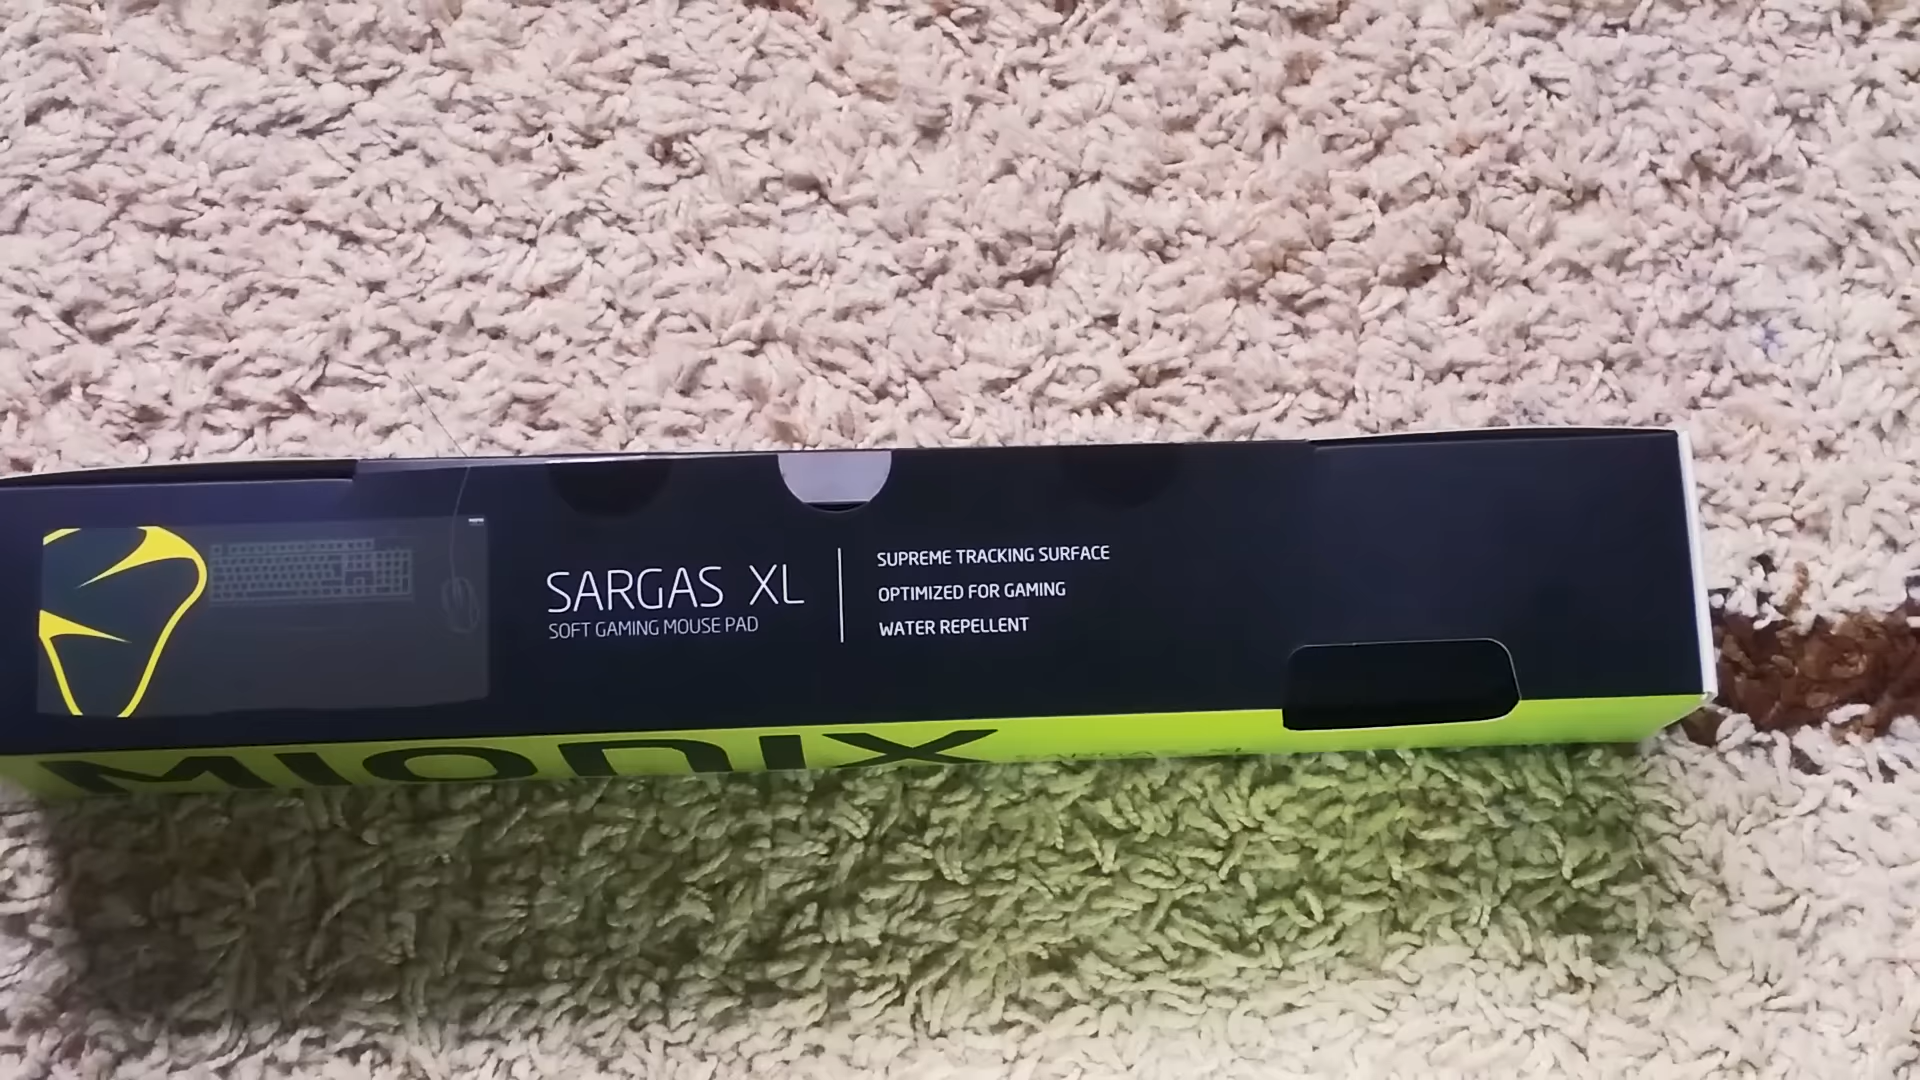 SARGAS XL
SOFT GAMING MOUSE PAD
SUPREME TRACKING SURFACE
OPTIMIZED FOR GAMING
WATER REPELLENT
MIONIX